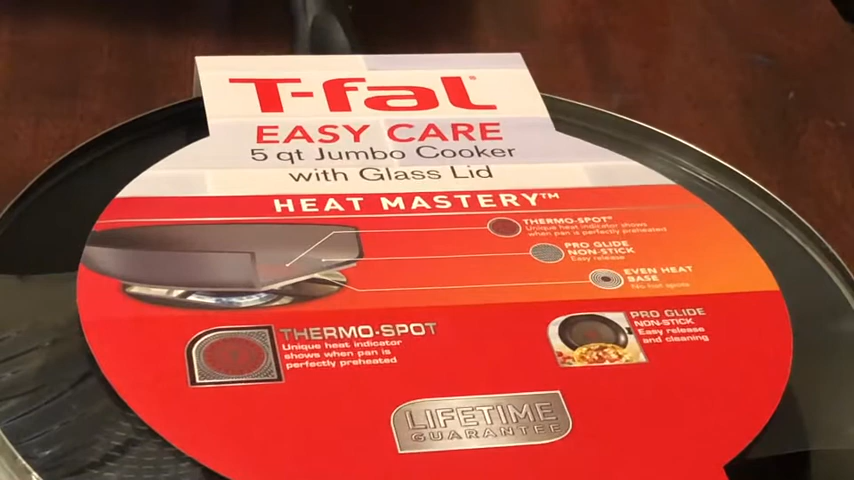 T-fal®
EASY CARE
5 qt Jumbo Cooker
with Glass Lid
HEAT MASTERY™
THERMO-SPOT®
Unique heat indicator shows
when pan is perfectly preheated
PRO GLIDE
NON-STICK
Easy release
EVEN HEAT
BASE
No hot spots
THERMO-SPOT
Unique heat indicator
shows when pan is
perfectly preheated
PRO GLIDE
NON-STICK
Easy release
and cleaning
LIFETIME
GUARANTEE